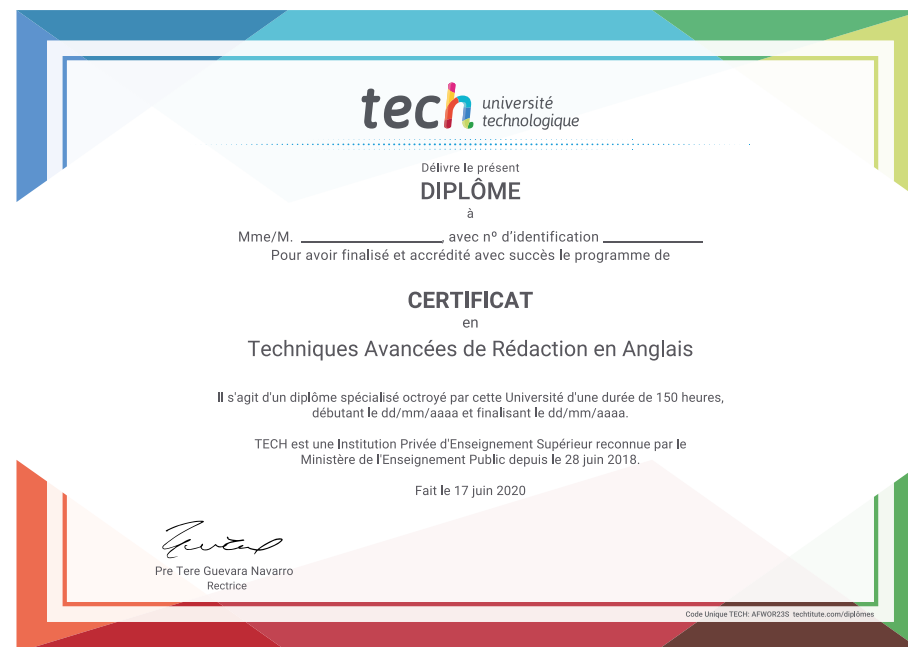 tech université
technologique
Délivre le présent
DIPLÔME
à
Mme/M. ____________________, avec nº d’identification ______________
Pour avoir finalisé et accrédité avec succès le programme de
CERTIFICAT
en
Techniques Avancées de Rédaction en Anglais
Il s'agit d'un diplôme spécialisé octroyé par cette Université d'une durée de 150 heures,
débutant le dd/mm/aaaa et finalisant le dd/mm/aaaa.
TECH est une Institution Privée d'Enseignement Supérieur reconnue par le
Ministère de l'Enseignement Public depuis le 28 juin 2018.
Fait le 17 juin 2020
Pre Tere Guevara Navarro
Rectrice
Code Unique TECH: AFWOR23S techtitute.com/diplômes